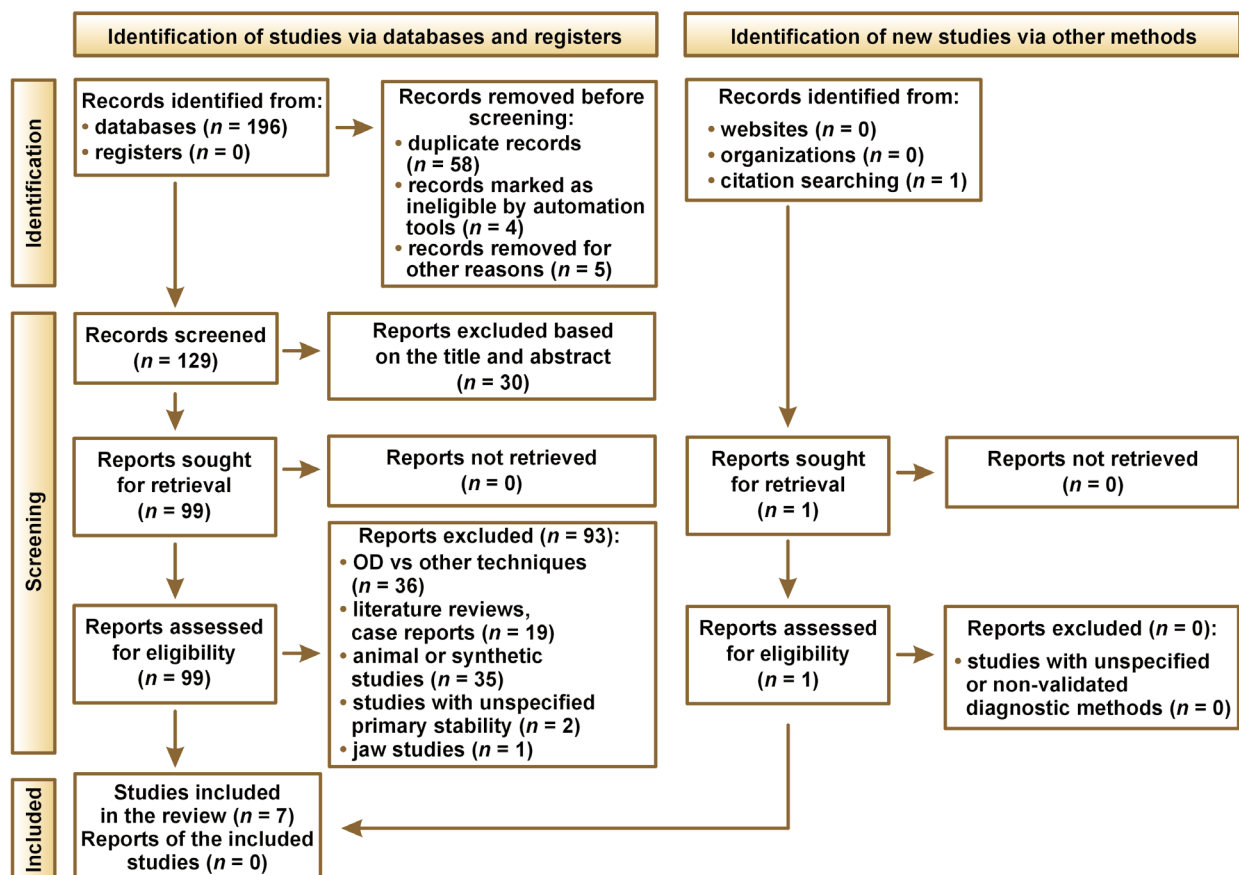 Identification of studies via databases and registers
Identification of new studies via other methods
Identification
Records identified from:
• databases (n = 196)
• registers (n = 0)
Records removed before
screening:
• duplicate records
(n = 58)
• records marked as
ineligible by automation
tools (n = 4)
• records removed for
other reasons (n = 5)
Records identified from:
• websites (n = 0)
• organizations (n = 0)
• citation searching (n = 1)
Screening
Records screened
(n = 129)
Reports excluded based
on the title and abstract
(n = 30)
Reports sought
for retrieval
(n = 99)
Reports not retrieved
(n = 0)
Reports sought
for retrieval
(n = 1)
Reports not retrieved
(n = 0)
Reports assessed
for eligibility
(n = 99)
Reports excluded (n = 93):
• OD vs other techniques
(n = 36)
• literature reviews,
case reports (n = 19)
• animal or synthetic
studies (n = 35)
• studies with unspecified
primary stability (n = 2)
• jaw studies (n = 1)
Reports assessed
for eligibility
(n = 1)
Reports excluded (n = 0):
• studies with unspecified
or non-validated
diagnostic methods (n = 0)
Included
Studies included
in the review (n = 7)
Reports of the included
studies (n = 0)